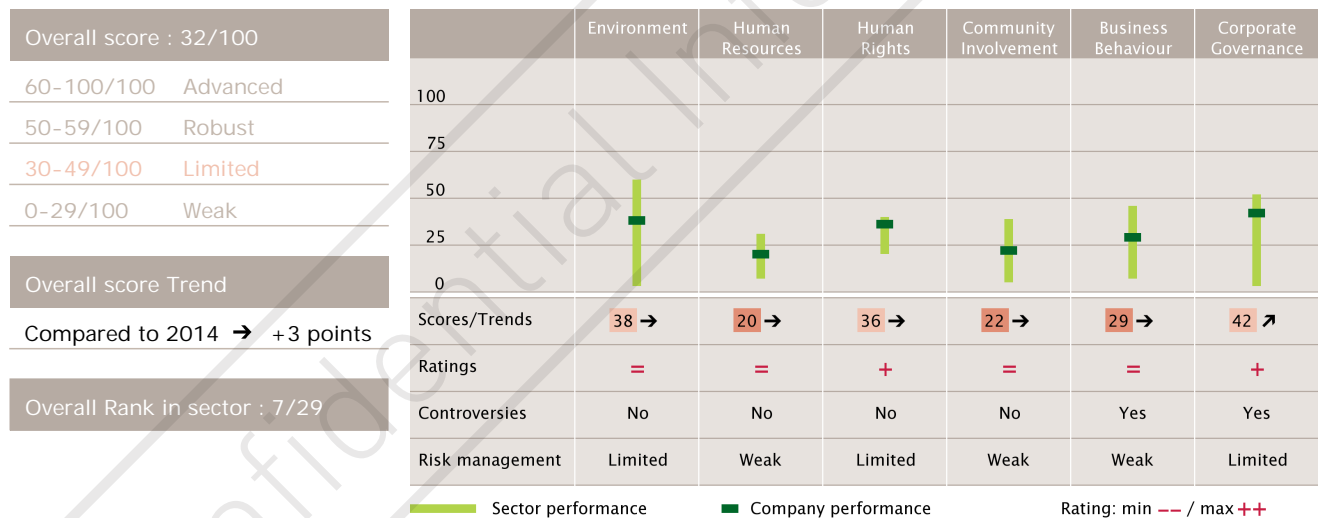 Overall score : 32/100
60-100/100 Advanced
50-59/100 Robust
30-49/100 Limited
0-29/100 Weak
Overall score Trend
Compared to 2014 ➔ +3 points
Overall Rank in sector : 7/29
Environment Human Resources Human Rights Community Involvement Business Behaviour Corporate Governance
100
75
50
25
0
Scores/Trends 38 ➔ 20 ➔ 36 ➔ 22 ➔ 29 ➔ 42 ➚
Ratings = = + = = +
Controversies No No No No Yes Yes
Risk management Limited Weak Limited Weak Weak Limited
Sector performance Company performance Rating: min -- / max ++
nfidential In